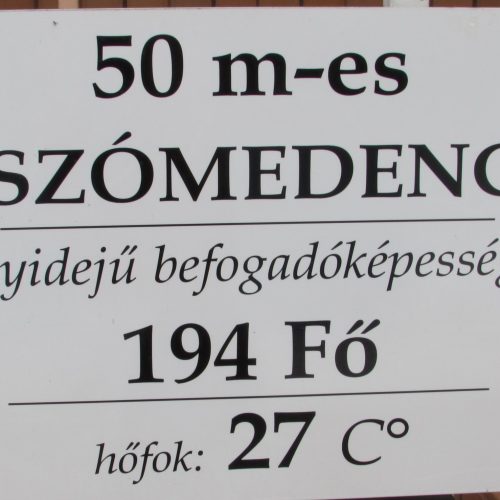 50 m-es
SZÓMEDENC
yidejű befogadóképesség
194 Fő
hőfok: 27 C°